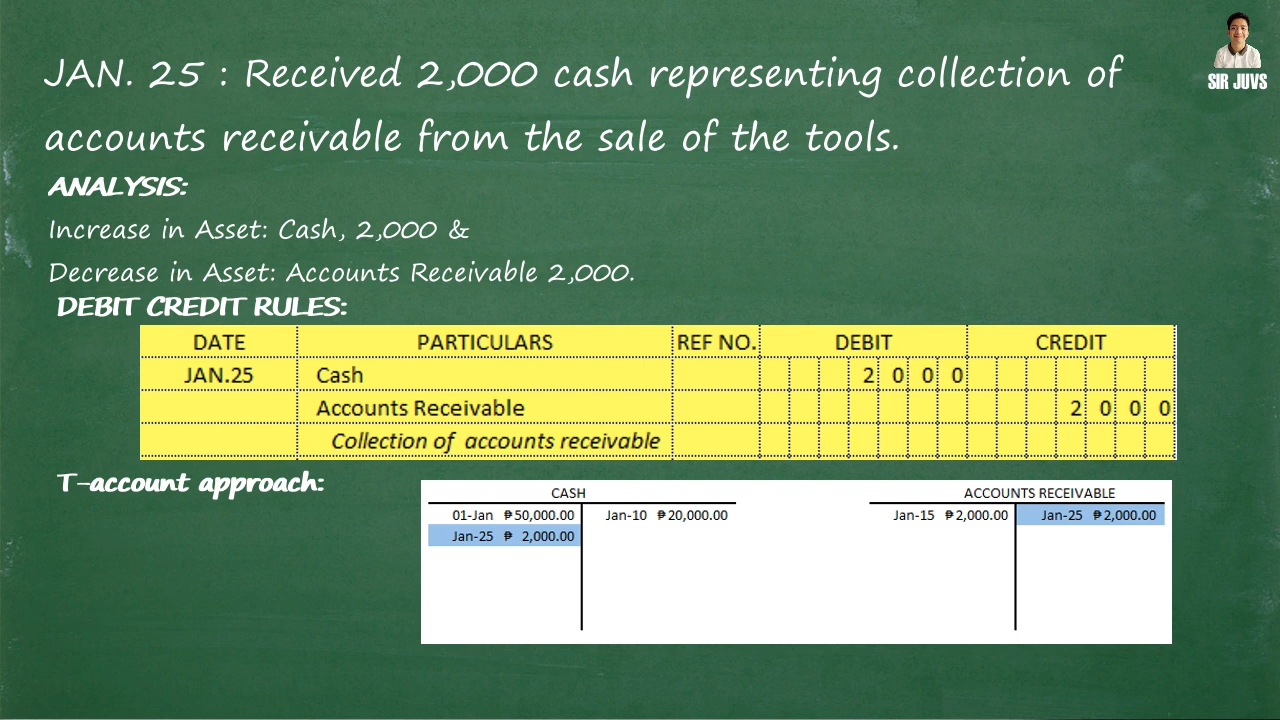 JAN. 25 : Received 2,000 cash representing collection of
accounts receivable from the sale of the tools.
SIR JUVS
ANALYSIS:
Increase in Asset: Cash, 2,000 &
Decrease in Asset: Accounts Receivable 2,000.
DEBIT CREDIT RULES:
DATE PARTICULARS REF NO. DEBIT CREDIT
JAN.25 Cash 2 0 0 0
Accounts Receivable 2 0 0 0
Collection of accounts receivable
T-account approach:
CASH ACCOUNTS RECEIVABLE
01-Jan ₱50,000.00 Jan-10 ₱20,000.00 Jan-15 ₱2,000.00 Jan-25 ₱2,000.00
Jan-25 ₱ 2,000.00